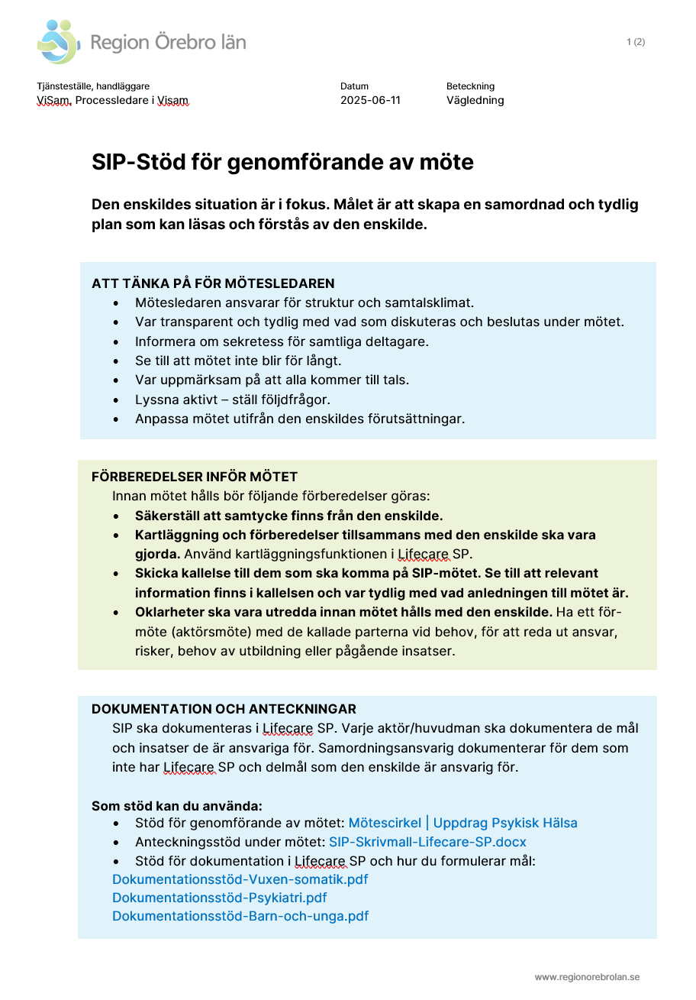 Region Örebro län
1 (2)
Tjänsteställe, handläggare
Datum
Beteckning
ViSam, Processledare i Visam
2025-06-11
Vägledning
SIP-Stöd för genomförande av möte
Den enskildes situation är i fokus. Målet är att skapa en samordnad och tydlig
plan som kan läsas och förstås av den enskilde.
ATT TÄNKA PÅ FÖR MÖTESLEDAREN
• Mötesledaren ansvarar för struktur och samtalsklimat.
• Var transparent och tydlig med vad som diskuteras och beslutas under mötet.
• Informera om sekretess för samtliga deltagare.
• Se till att mötet inte blir för långt.
• Var uppmärksam på att alla kommer till tals.
• Lyssna aktivt – ställ följdfrågor.
• Anpassa mötet utifrån den enskildes förutsättningar.
FÖRBEREDELSER INFÖR MÖTET
Innan mötet hålls bör följande förberedelser göras:
• Säkerställ att samtycke finns från den enskilde.
• Kartläggning och förberedelser tillsammans med den enskilde ska vara
gjorda. Använd kartläggningsfunktionen i Lifecare SP.
• Skicka kallelse till dem som ska komma på SIP-mötet. Se till att relevant
information finns i kallelsen och var tydlig med vad anledningen till mötet är.
• Oklarheter ska vara utredda innan mötet hålls med den enskilde. Ha ett för-
möte (aktörsmöte) med de kallade parterna vid behov, för att reda ut ansvar,
risker, behov av utbildning eller pågående insatser.
DOKUMENTATION OCH ANTECKNINGAR
SIP ska dokumenteras i Lifecare SP. Varje aktör/huvudman ska dokumentera de mål
och insatser de är ansvariga för. Samordningsansvarig dokumenterar för dem som
inte har Lifecare SP och delmål som den enskilde är ansvarig för.
Som stöd kan du använda:
• Stöd för genomförande av mötet: Mötescirkel | Uppdrag Psykisk Hälsa
• Anteckningsstöd under mötet: SIP-Skrivmall-Lifecare-SP.docx
• Stöd för dokumentation i Lifecare SP och hur du formulerar mål:
Dokumentationsstöd-Vuxen-somatik.pdf
Dokumentationsstöd-Psykiatri.pdf
Dokumentationsstöd-Barn-och-unga.pdf
www.regionorebrolan.se